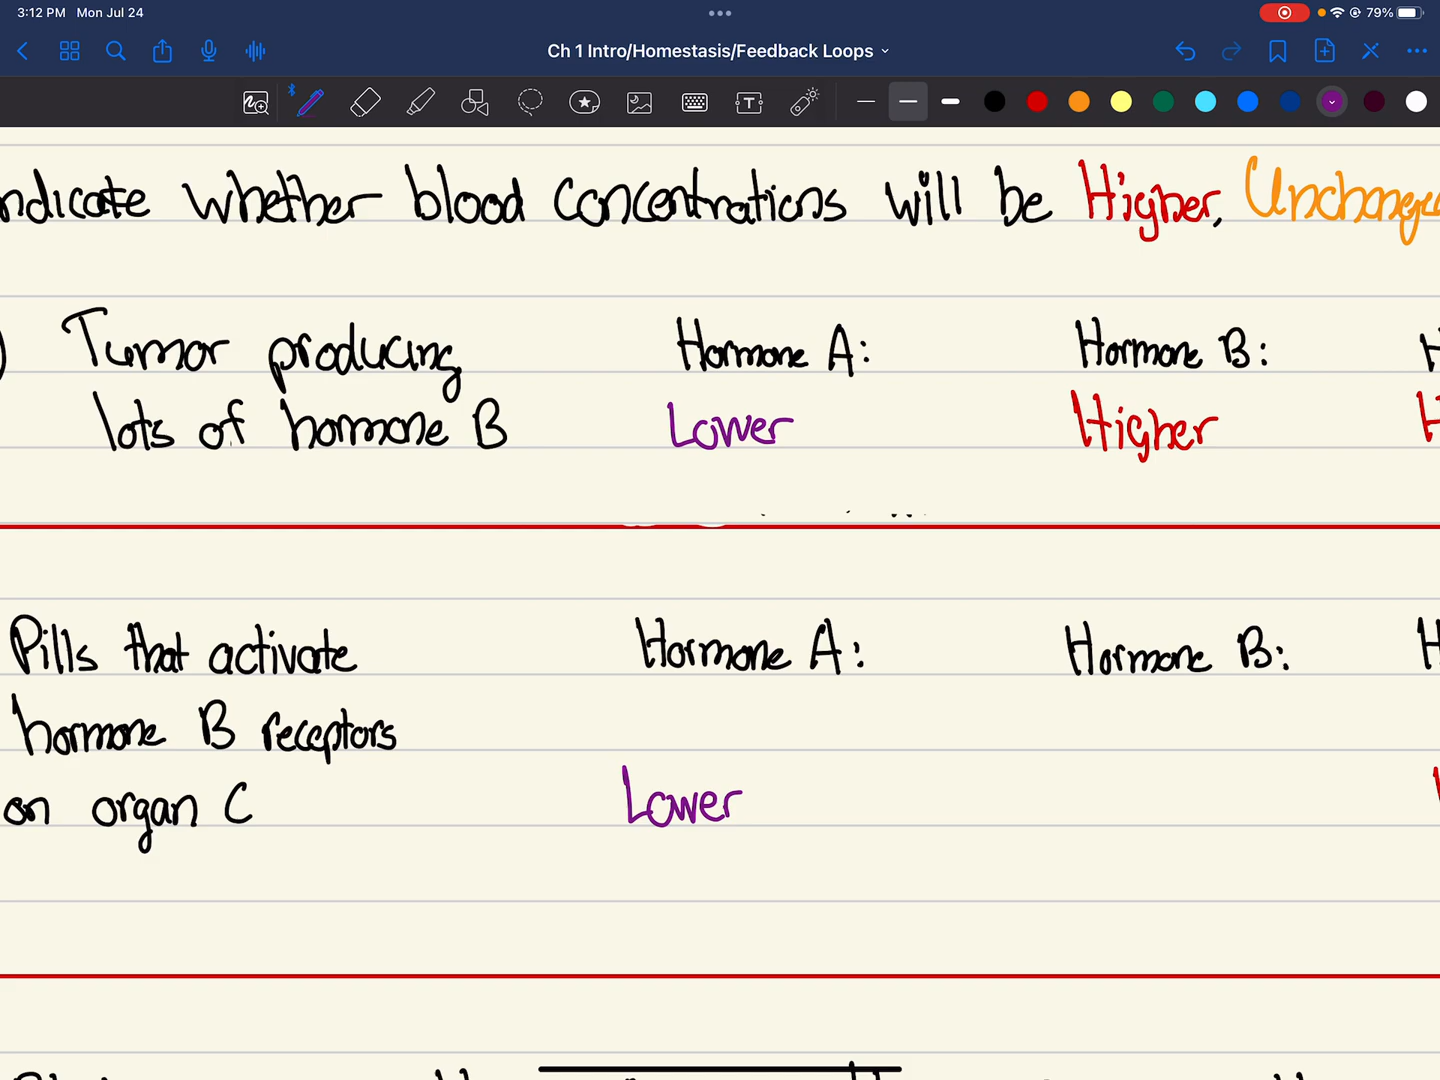 3:12 PM Mon Jul 24
79%
Ch 1 Intro/Homestasis/Feedback Loops
ndicate whether blood concentrations will be Higher, Unchange
) Tumor producing Hormone A: Hormone B: H
lots of hormone B Lower Higher H
Pills that activate Hormone A: Hormone B: H
hormone B receptors
on organ C Lower